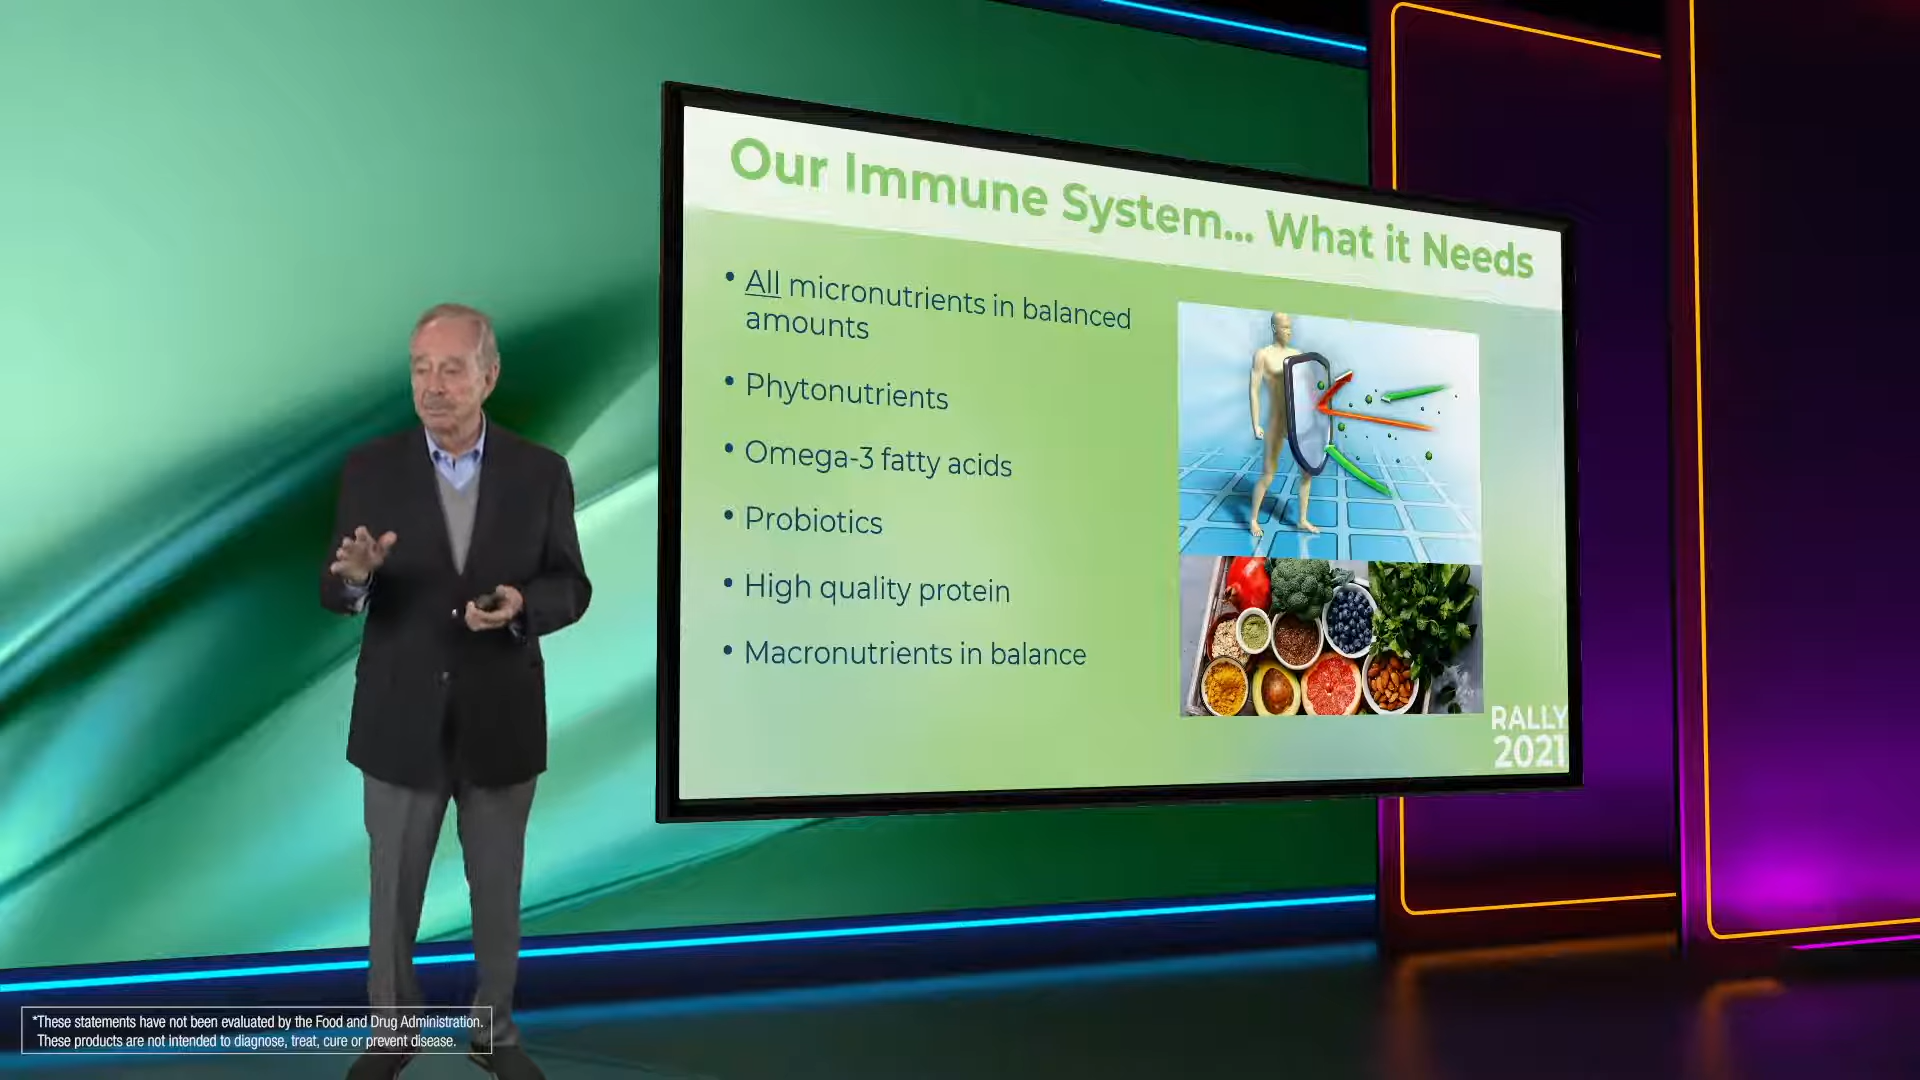 Our Immune System... What it Needs
• All micronutrients in balanced
amounts
• Phytonutrients
• Omega-3 fatty acids
• Probiotics
• High quality protein
• Macronutrients in balance
RALLY
2021
*These statements have not been evaluated by the Food and Drug Administration.
These products are not intended to diagnose, treat, cure or prevent disease.